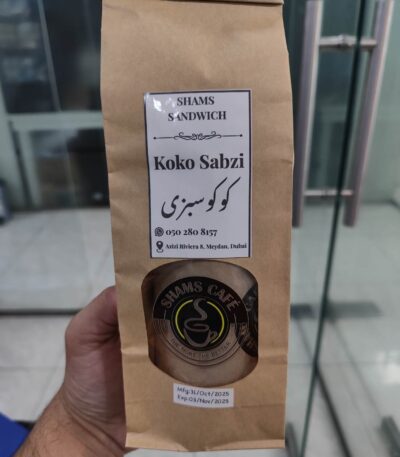 SHAMS
SANDWICH
Koko Sabzi
کوکو سبزی
050 280 8157
Azizi Riviera 8, Meydan, Dubai
SHAMS CAFE
Mfg:31/Oct/2025
Exp:03/Nov/2025